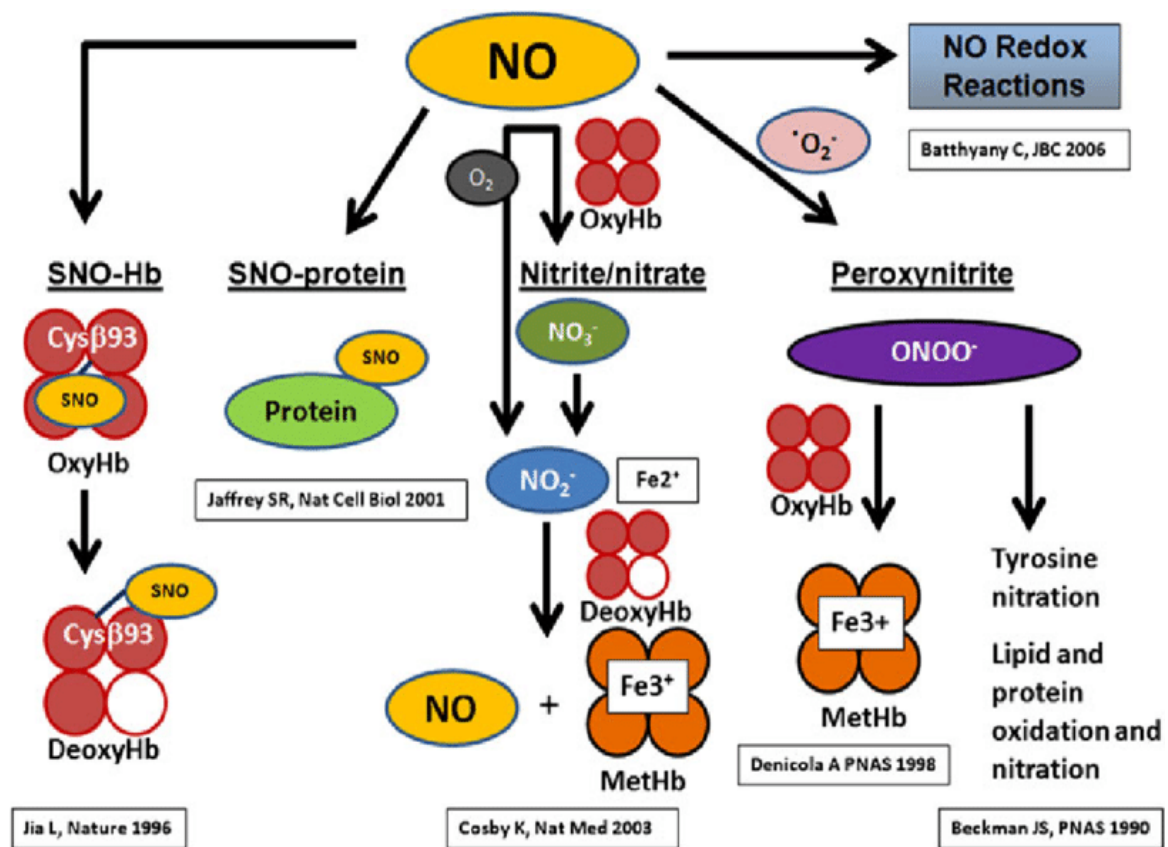 NO
NO Redox
Reactions
Batthyany C, JBC 2006
˙O₂⁻
O₂
OxyHb
SNO-Hb
SNO-protein
Nitrite/nitrate
Peroxynitrite
Cysβ93
SNO
OxyHb
SNO
Protein
Jaffrey SR, Nat Cell Biol 2001
NO₃⁻
NO₂⁻
Fe2⁺
ONOO⁻
OxyHb
SNO
Cysβ93
DeoxyHb
DeoxyHb
NO
+
Fe3⁺
MetHb
Fe3+
MetHb
Tyrosine
nitration
Lipid and
protein
oxidation and
nitration
Denicola A PNAS 1998
Jia L, Nature 1996
Cosby K, Nat Med 2003
Beckman JS, PNAS 1990